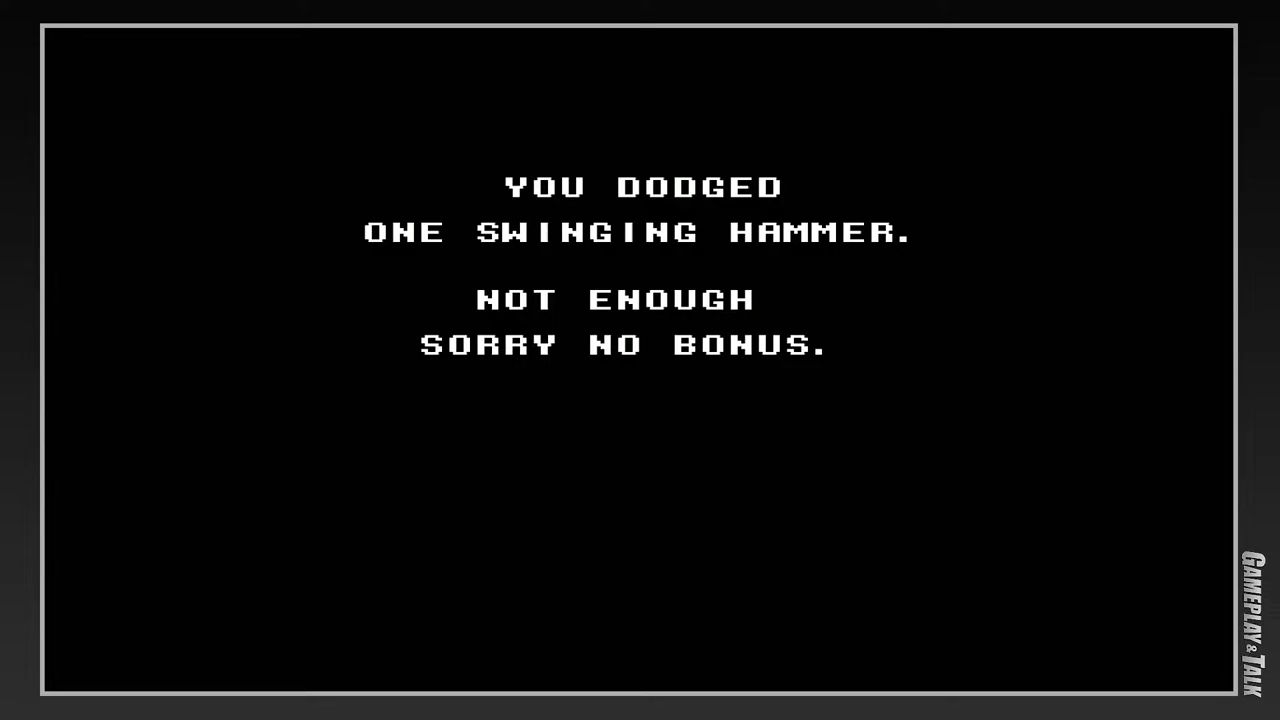 YOU DODGED
ONE SWINGING HAMMER.
NOT ENOUGH
SORRY NO BONUS.
GAMEPLAY & TALK